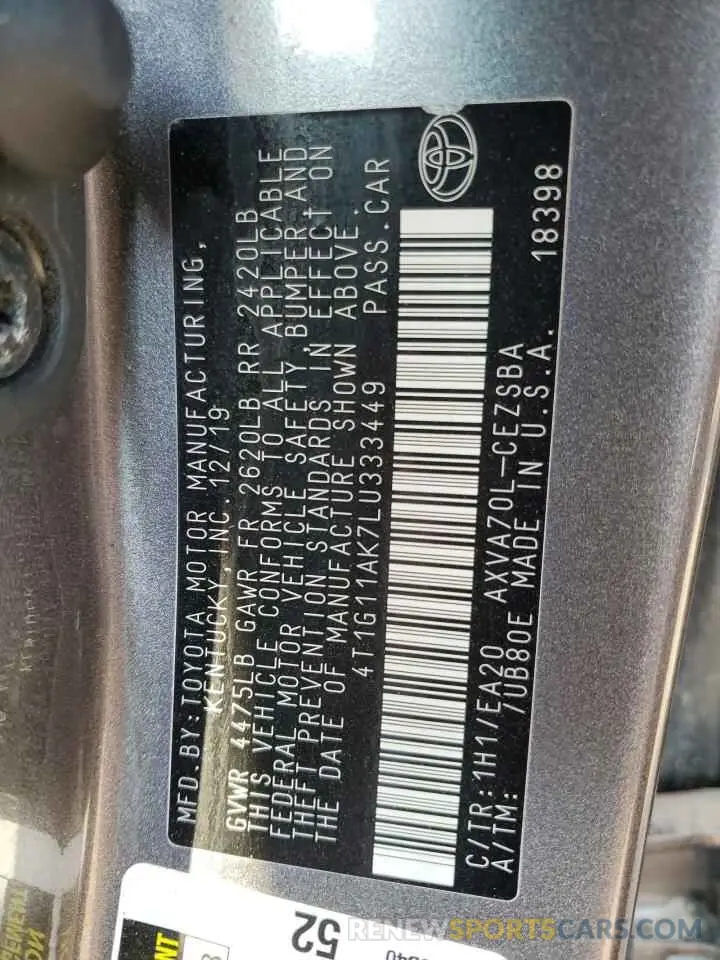 MFD.BY:TOYOTA MOTOR MANUFACTURING,
KENTUCKY,INC. 12/19
GVWR 4475LB GAWR FR 2620LB RR 2420LB
THIS VEHICLE CONFORMS TO ALL APPLICABLE
FEDERAL MOTOR VEHICLE SAFETY, BUMPER,AND
THEFT PREVENTION STANDARDS IN EFFECT ON
THE DATE OF MANUFACTURE SHOWN ABOVE.
4T1G11AK7LU333449 PASS.CAR
C/TR:1H1/EA20 AXVA70L-CEZSBA 18398
A/TM: /UB80E MADE IN U.S.A.
52
RENEWSPORTSCARS.COM